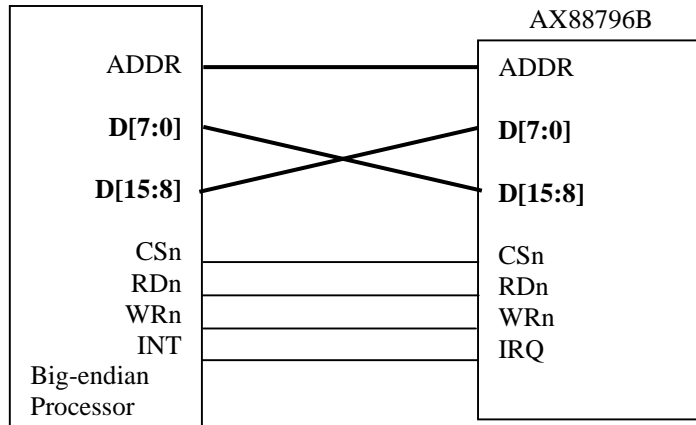 AX88796B
ADDR
ADDR
D[7:0]
D[7:0]
D[15:8]
D[15:8]
CSn
CSn
RDn
RDn
WRn
WRn
INT
IRQ
Big-endian
Processor